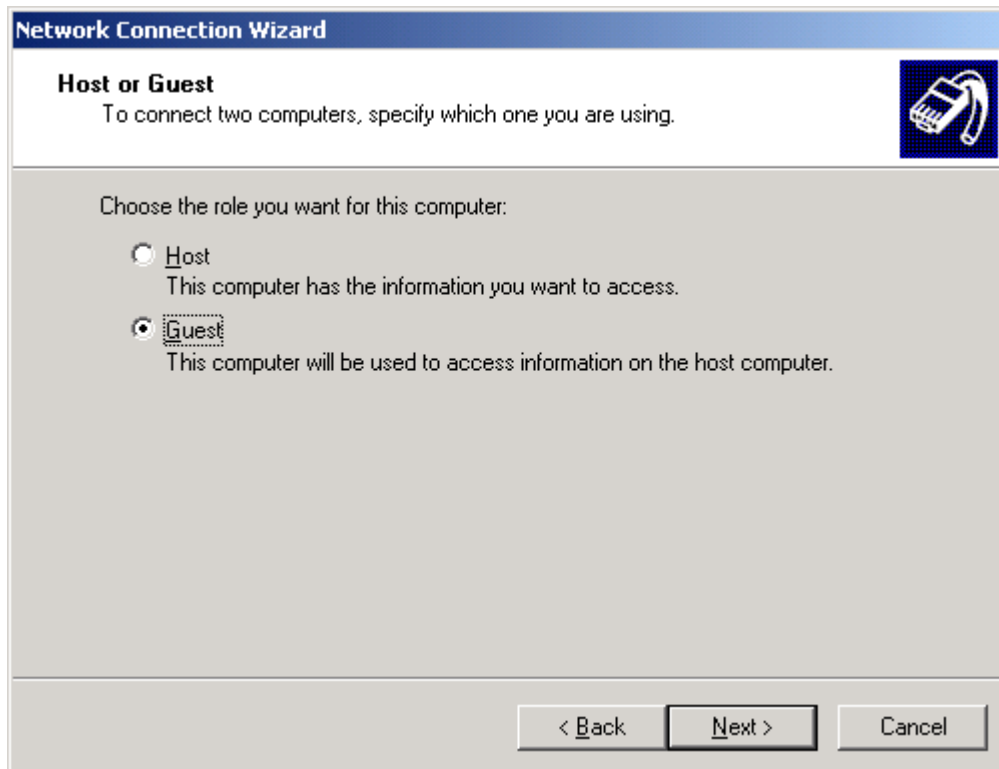 Network Connection Wizard
Host or Guest
To connect two computers, specify which one you are using.
Choose the role you want for this computer:
Host
This computer has the information you want to access.
Guest
This computer will be used to access information on the host computer.
< Back
Next >
Cancel